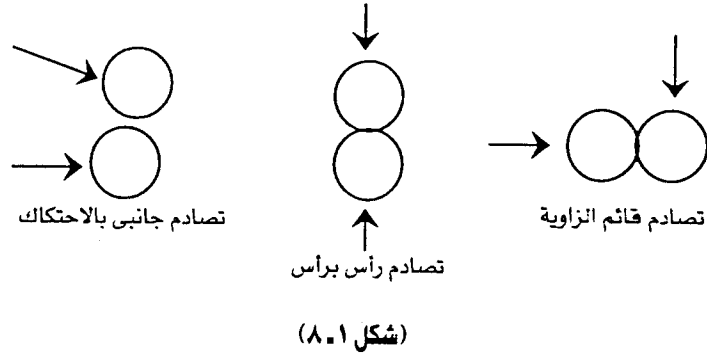 تصادم قائم الزاوية
تصادم جانبى بالاحتكاك
تصادم رأس برأس
(شكل ٨.١)